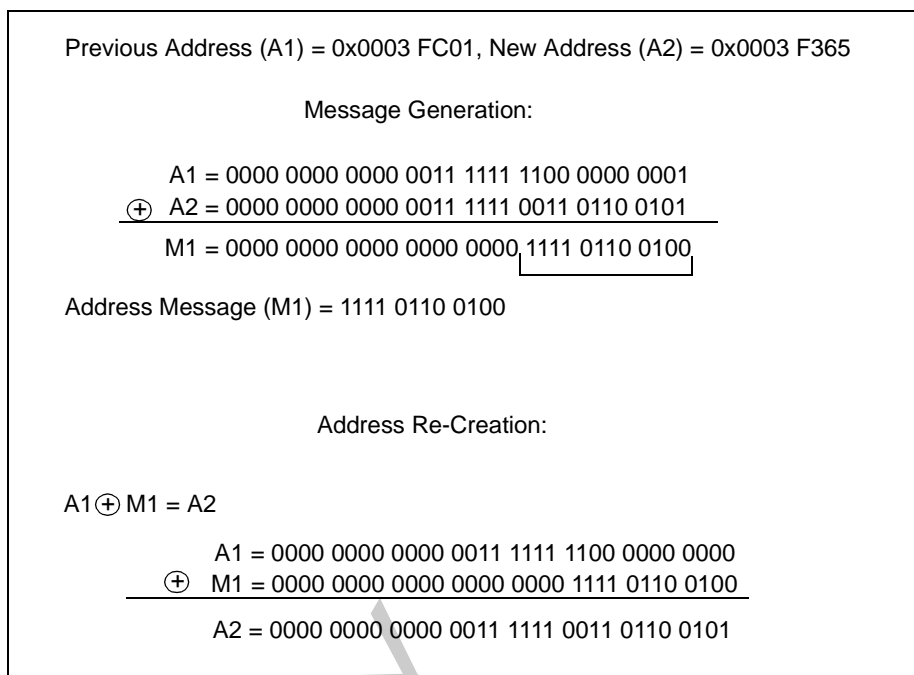 Previous Address (A1) = 0x0003 FC01, New Address (A2) = 0x0003 F365
Message Generation:
A1 = 0000 0000 0000 0011 1111 1100 0000 0001
⊕ A2 = 0000 0000 0000 0011 1111 0011 0110 0101
M1 = 0000 0000 0000 0000 0000 1111 0110 0100
Address Message (M1) = 1111 0110 0100
Address Re-Creation:
A1 ⊕ M1 = A2
A1 = 0000 0000 0000 0011 1111 1100 0000 0000
⊕ M1 = 0000 0000 0000 0000 0000 1111 0110 0100
A2 = 0000 0000 0000 0011 1111 0011 0110 0101